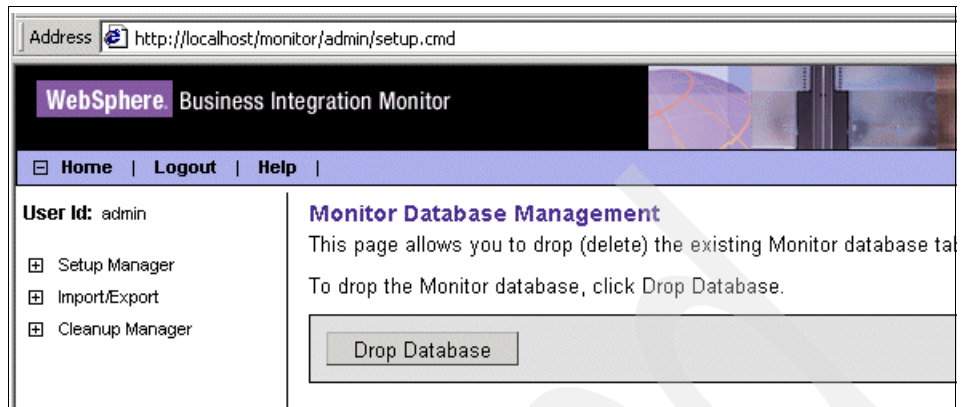 Address http://localhost/monitor/admin/setup.cmd
WebSphere. Business Integration Monitor
Home | Logout | Help |
User Id: admin
Setup Manager
Import/Export
Cleanup Manager
Monitor Database Management
This page allows you to drop (delete) the existing Monitor database
To drop the Monitor database, click Drop Database.
Drop Database